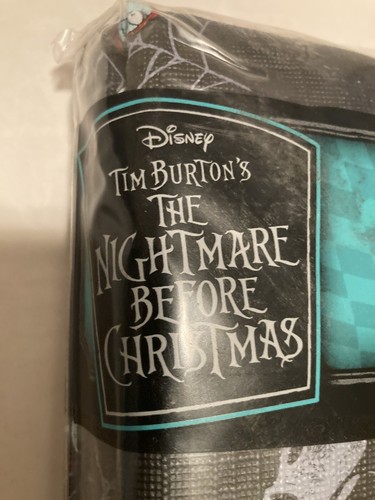 Disney
TIM BURTON'S
THE
NIGHTMARE
BEFORE
CHRISTMAS